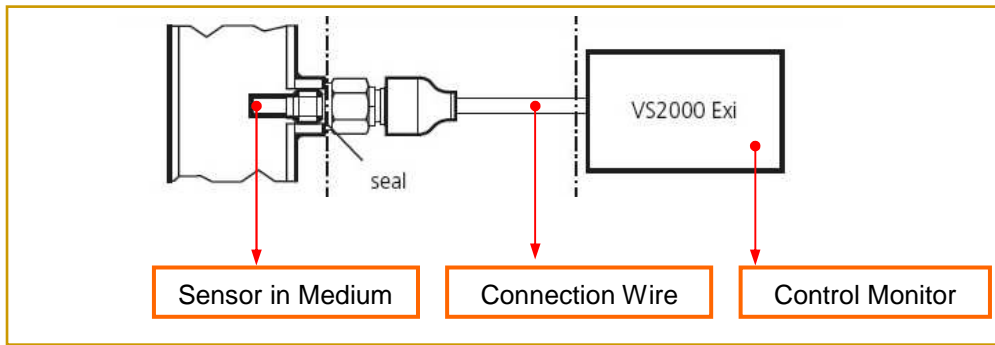 VS2000 Exi
seal
Sensor in Medium
Connection Wire
Control Monitor